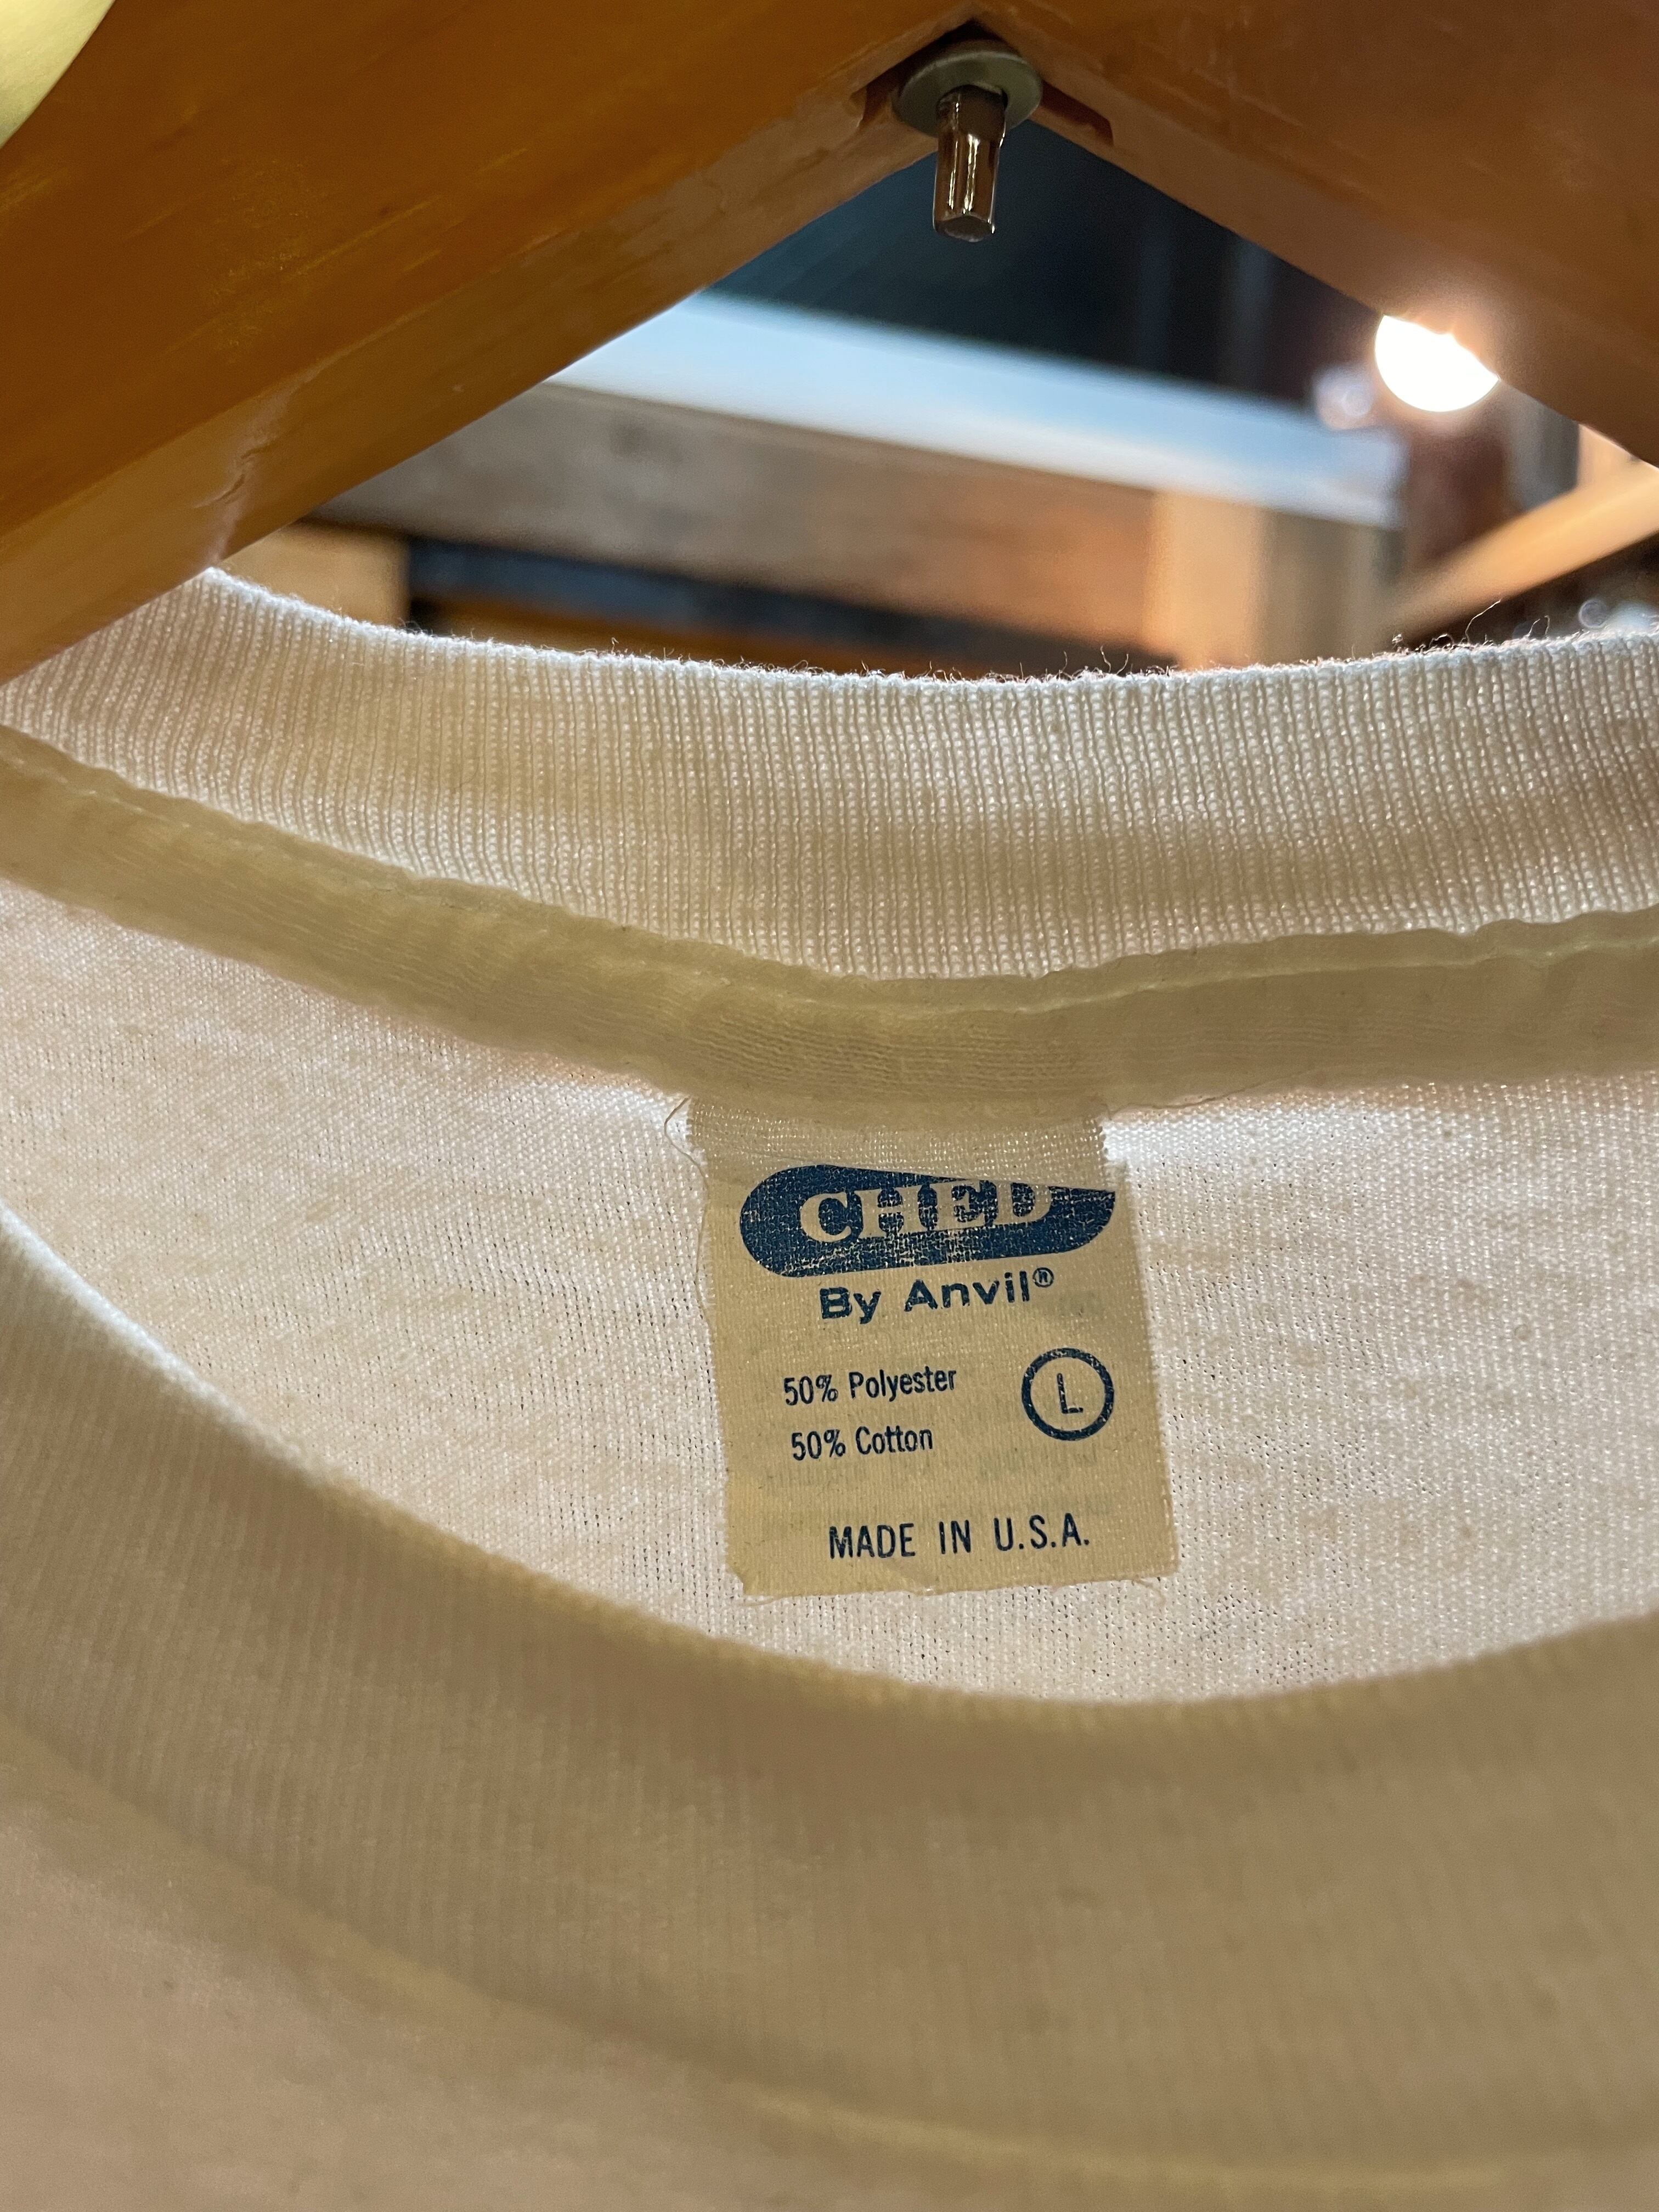 CHED
By Anvil®
50% Polyester
50% Cotton
L
MADE IN U.S.A.